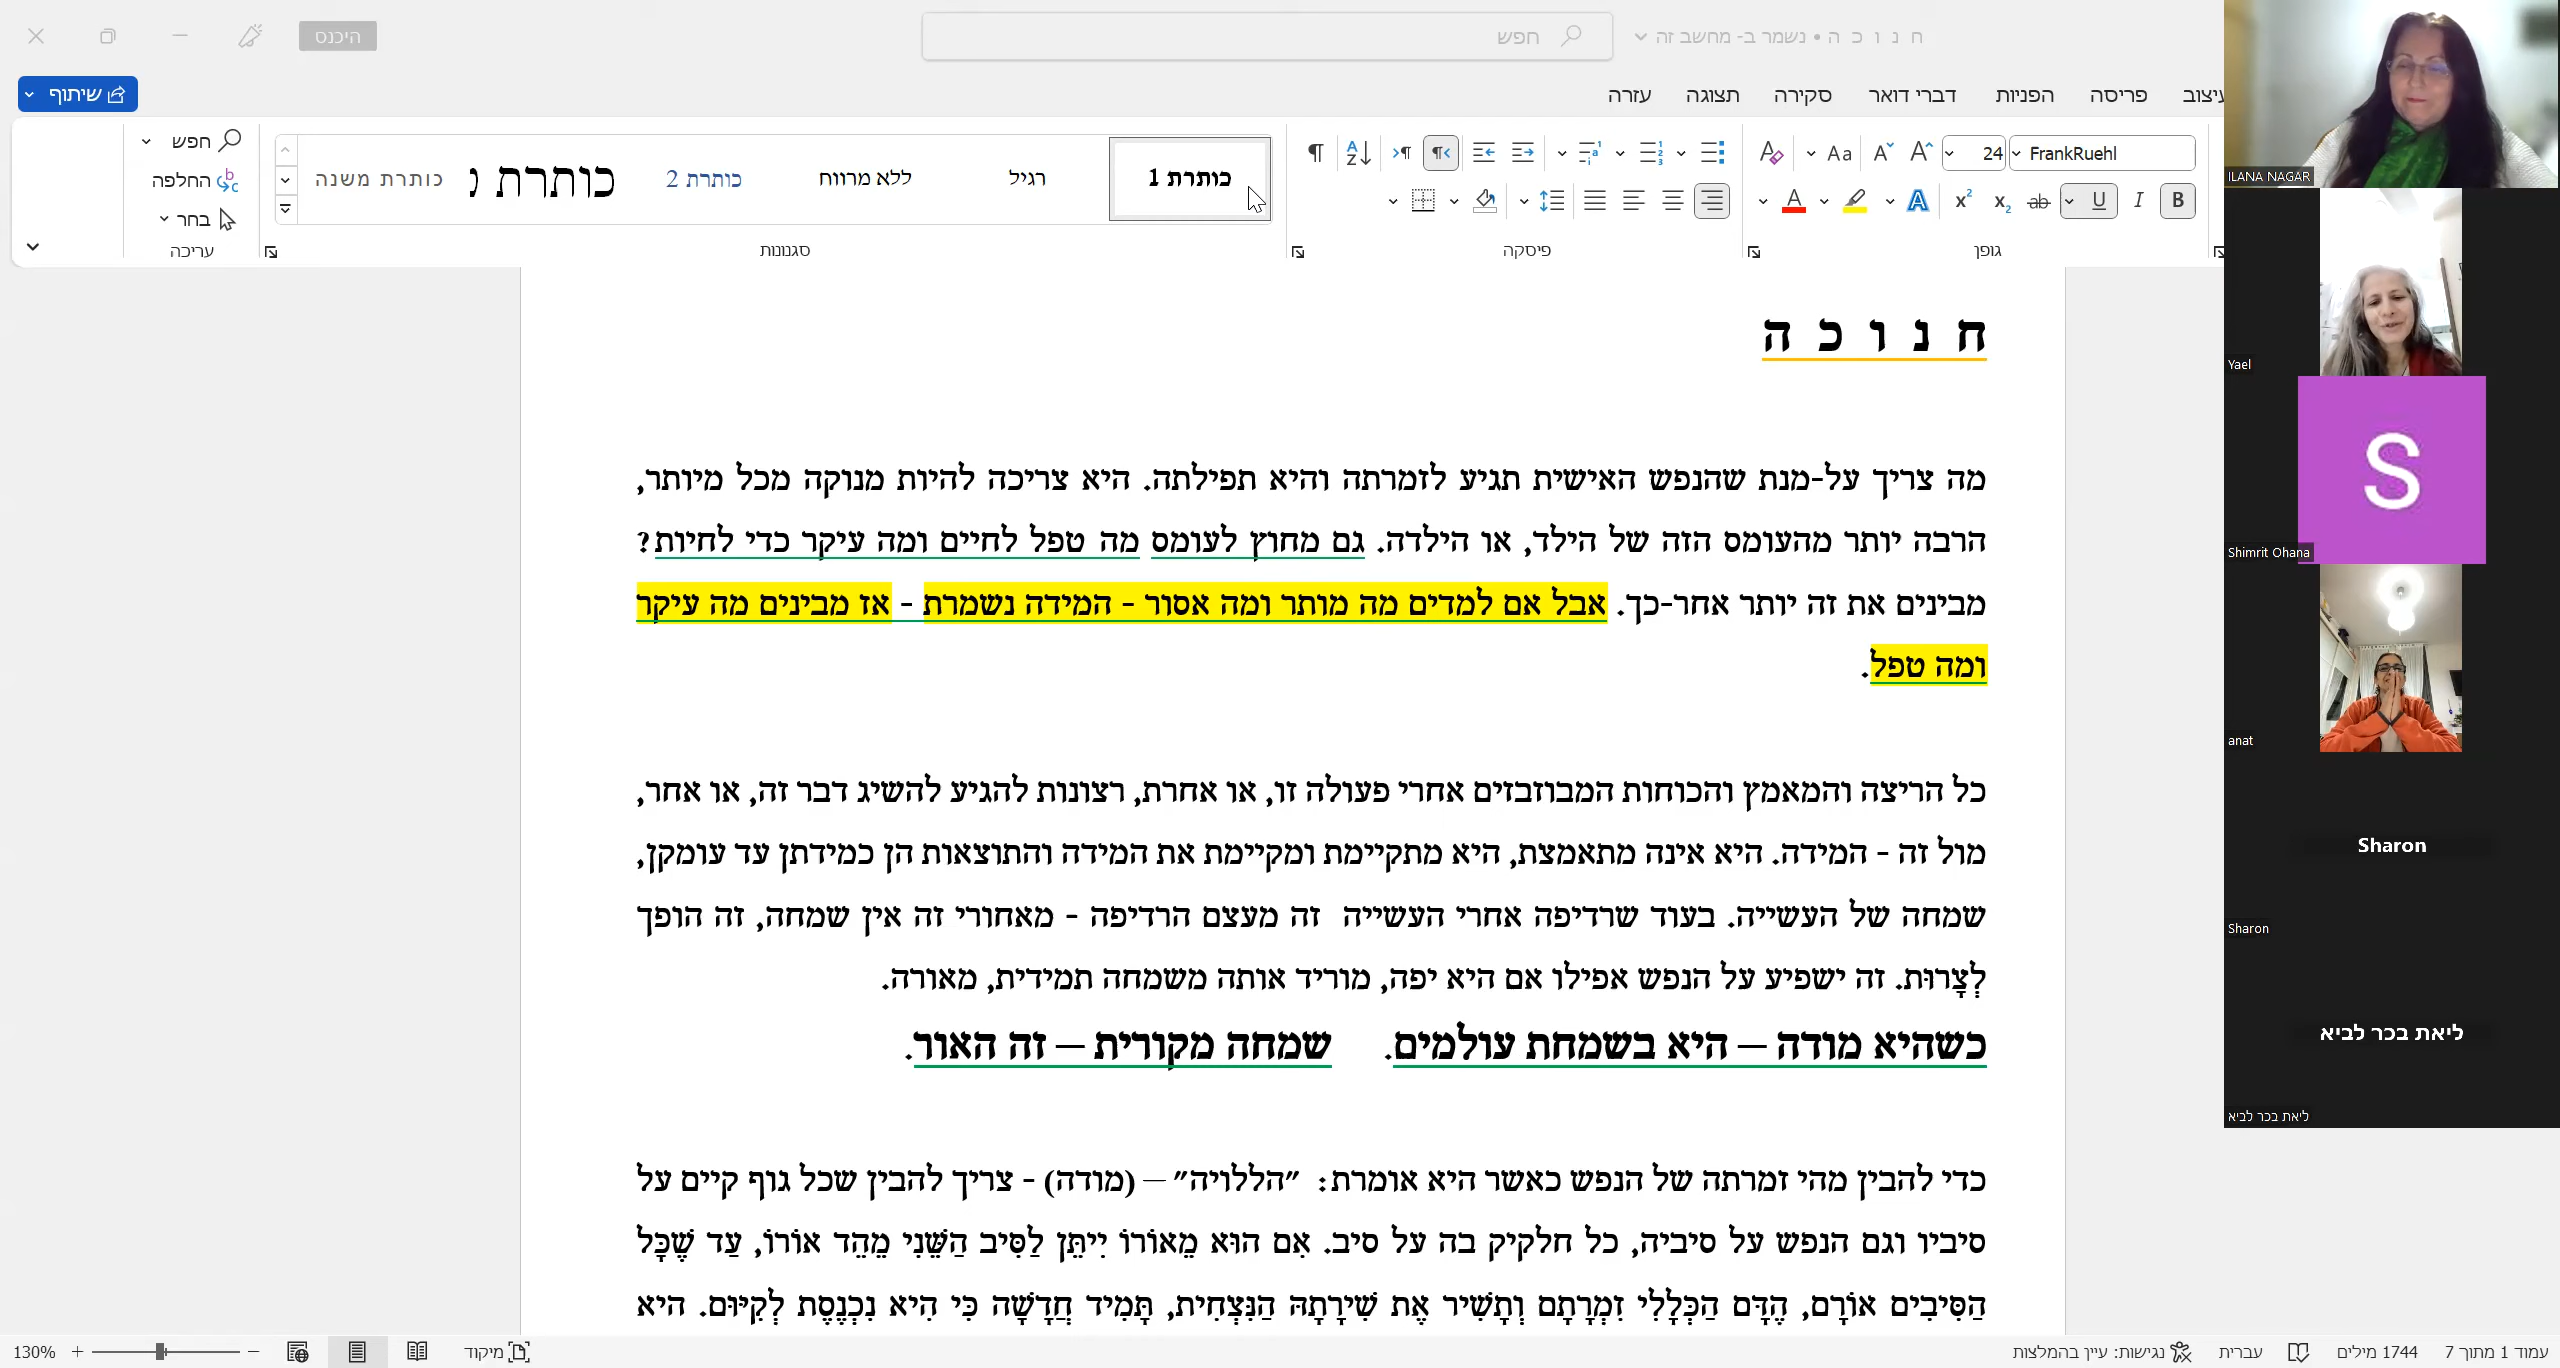 ח נ ו כ ה • נשמר ב- מחשב זה
חפש
היכנס
עיצוב
פריסה
הפניות
דברי דואר
סקירה
תצוגה
עזרה
שיתוף
FrankRuehl
24
Aa
B I U ab x₂ x² A
גופן
פיסקה
כותרת 1
רגיל
ללא מרווח
כותרת 2
כותרת משנה
סגנונות
חפש
החלפה
בחר
עריכה
ח נ ו כ ה
מה צריך על-מנת שהנפש האישית תגיע לזמרתה והיא תפילתה. היא צריכה להיות מנוקה מכל מיותר,
הרבה יותר מהעומס הזה של הילד, או הילדה. גם מחוץ לעומס מה טפל לחיים ומה עיקר כדי לחיות?
מבינים את זה יותר אחר-כך. אבל אם למדים מה מותר ומה אסור - המידה נשמרת - אז מבינים מה עיקר
ומה טפל.
כל הריצה והמאמץ והכוחות המבוזבזים אחרי פעולה זו, או אחרת, רצונות להגיע להשיג דבר זה, או אחר,
מול זה - המידה. היא אינה מתאמצת, היא מתקיימת ומקיימת את המידה והתוצאות הן כמידתן עד עומקן,
שמחה של העשייה. בעוד שרדיפה אחרי העשייה  זה מעצם הרדיפה - מאחורי זה אין שמחה, זה הופך
לְצָרוּת. זה ישפיע על הנפש אפילו אם היא יפה, מוריד אותה משמחה תמידית, מאורה.
כשהיא מודה – היא בשמחת עולמים. שמחה מקורית – זה האור.
כדי להבין מהי זמרתה של הנפש כאשר היא אומרת: "הללויה" – (מודה) - צריך להבין שכל גוף קיים על
סיביו וגם הנפש על סיביה, כל חלקיק בה על סיב. אִם הוּא מֵאוֹרוֹ יִיתֵּן לַסִּיב הַשֵּׁנִי מֵהֵד אוֹרוֹ, עַד שֶׁכָּל
הַסִּיבִים אוֹרָם, הֶדָּם הַכְּלָלִי זִמְרָתָם וְתָשִׁיר אֶת שִׁירָתָהּ הַנִּצְחִית, תָּמִיד חֲדָשָׁה כִּי הִיא נִכְנֶסֶת לְקִיּוּם. היא
ILANA NAGAR
Yael
S
Shimrit Ohana
anat
Sharon
Sharon
ליאת בכר לביא
ליאת בכר לביא
עמוד 1 מתוך 7
1744 מילים
עברית
נגישות: עיין בהמלצות
מיקוד
130%